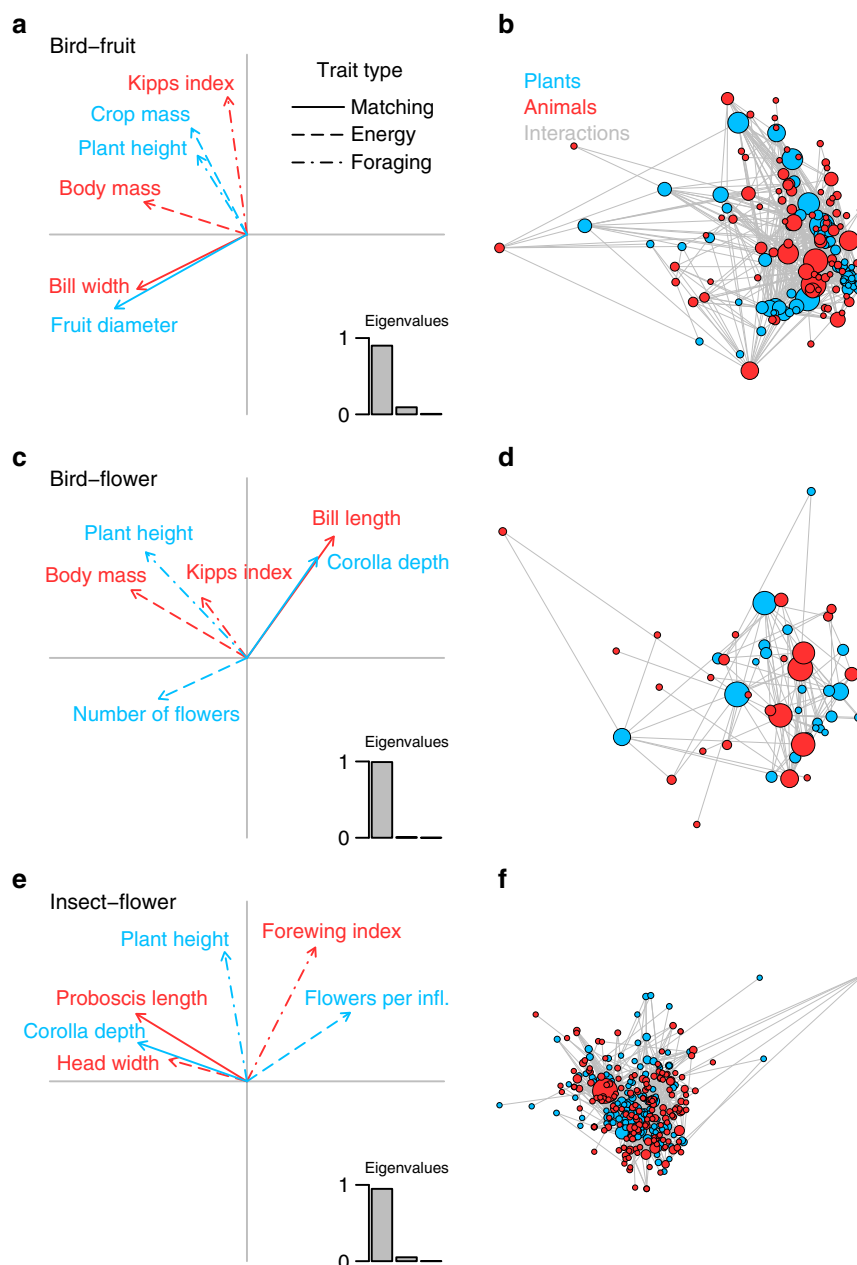 a
Bird–fruit
Kipps index
Crop mass
Plant height
Body mass
Bill width
Fruit diameter
Trait type
Matching
Energy
Foraging
Eigenvalues
1
0
b
Plants
Animals
Interactions
c
Bird–flower
Bill length
Plant height
Corolla depth
Body mass
Kipps index
Number of flowers
Eigenvalues
1
0
d
e
Insect–flower
Plant height
Forewing index
Proboscis length
Flowers per infl.
Corolla depth
Head width
Eigenvalues
1
0
f